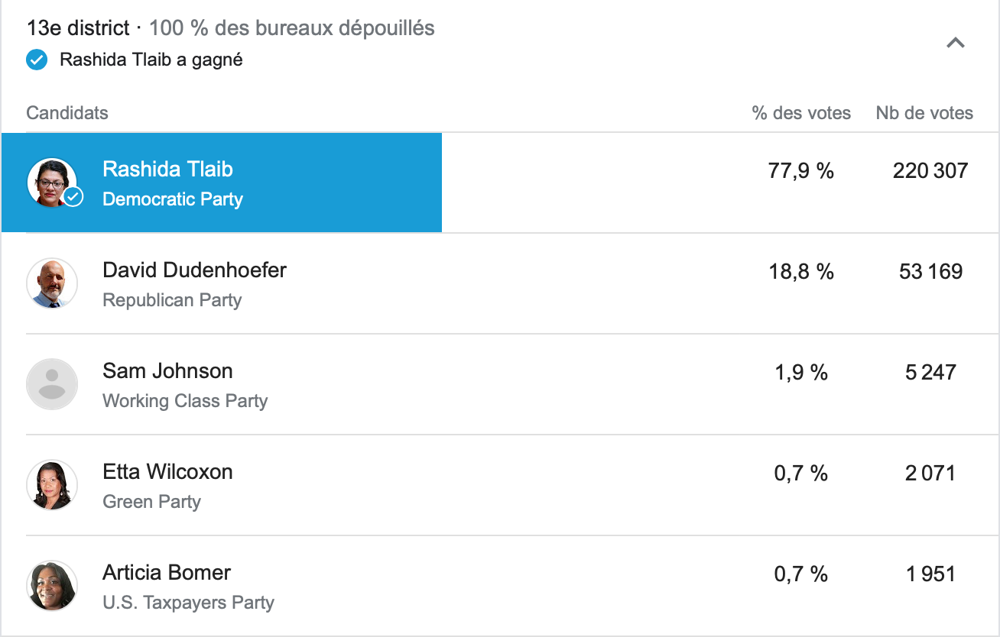 13e district · 100 % des bureaux dépouillés
Rashida Tlaib a gagné
Candidats % des votes Nb de votes
Rashida Tlaib 77,9 % 220 307
Democratic Party
David Dudenhoefer 18,8 % 53 169
Republican Party
Sam Johnson 1,9 % 5 247
Working Class Party
Etta Wilcoxon 0,7 % 2 071
Green Party
Articia Bomer 0,7 % 1 951
U.S. Taxpayers Party